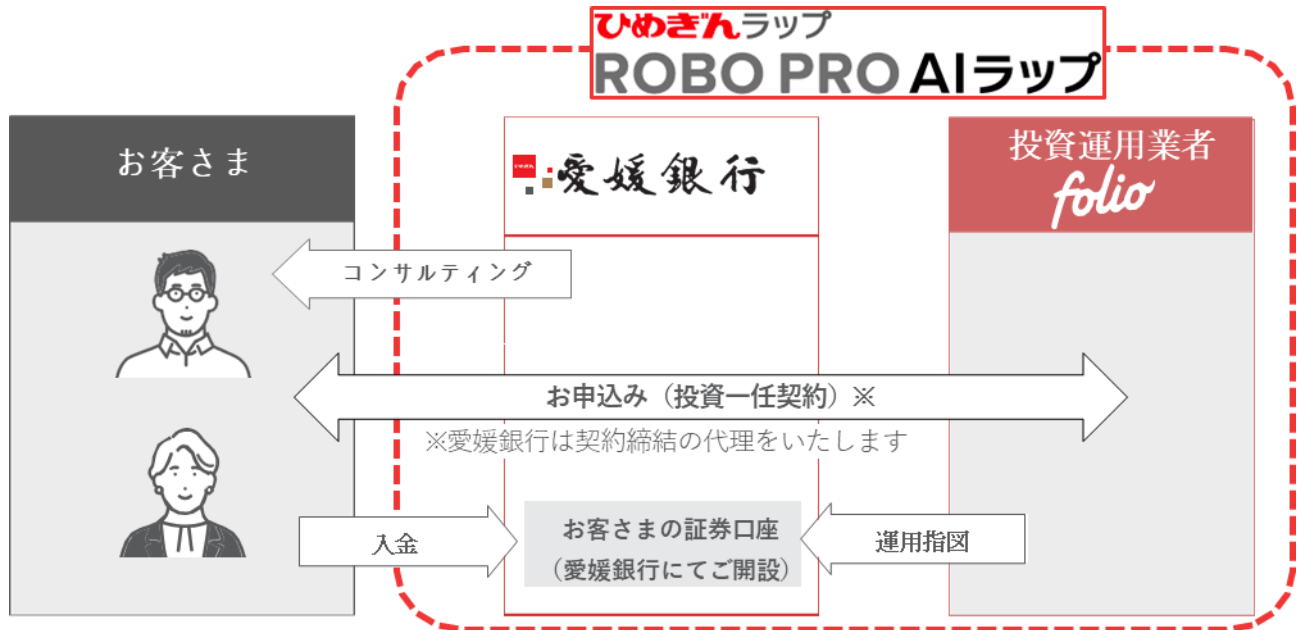 ひめぎんラップ
ROBO PRO AIラップ
お客さま
ひめぎん
愛媛銀行
投資運用業者
folio
コンサルティング
お申込み（投資一任契約）※
※愛媛銀行は契約締結の代理をいたします
入金
お客さまの証券口座
（愛媛銀行にてご開設）
運用指図